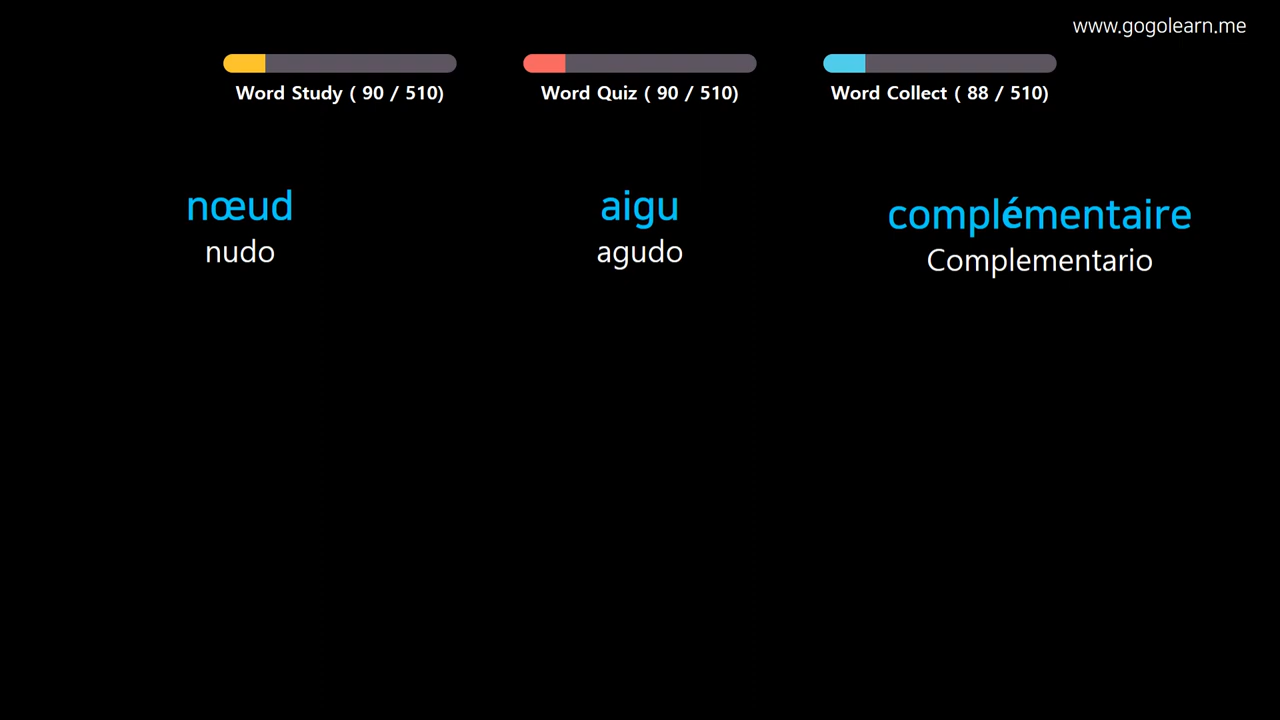 www.gogolearn.me
Word Study ( 90 / 510)
Word Quiz ( 90 / 510)
Word Collect ( 88 / 510)
nœud
nudo
aigu
agudo
complémentaire
Complementario